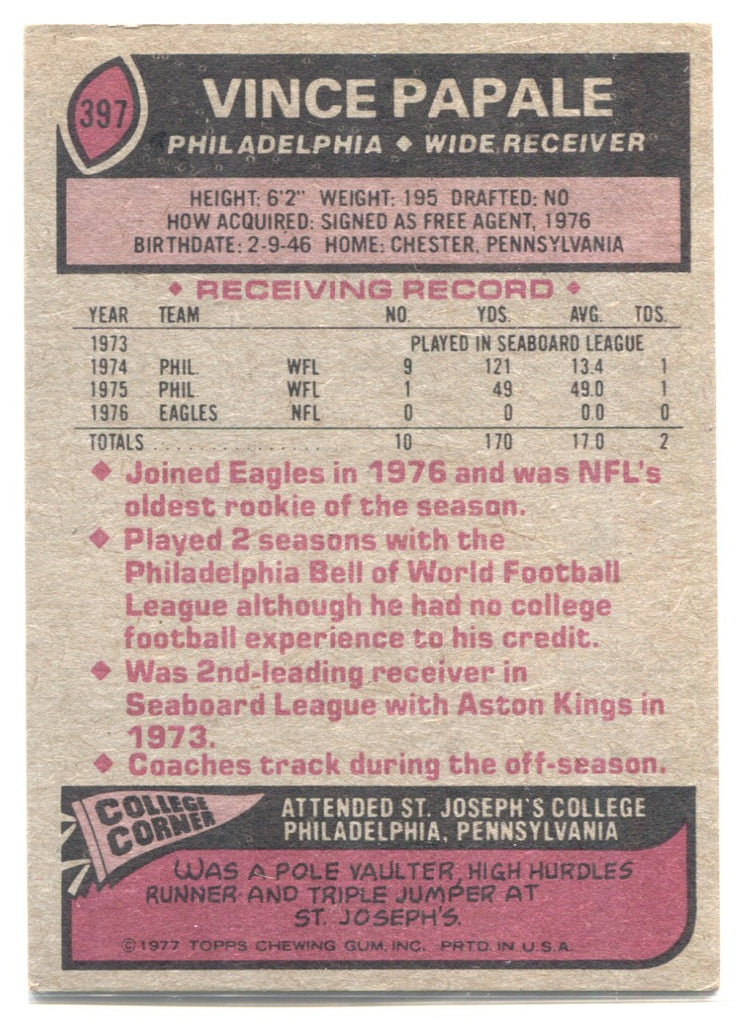 397
VINCE PAPALE
PHILADELPHIA ◆ WIDE RECEIVER
HEIGHT: 6'2" WEIGHT: 195 DRAFTED: NO
HOW ACQUIRED: SIGNED AS FREE AGENT, 1976
BIRTHDATE: 2-9-46 HOME: CHESTER, PENNSYLVANIA
◆ RECEIVING RECORD ◆
YEAR TEAM NO. YDS. AVG. TDS.
1973 PLAYED IN SEABOARD LEAGUE
1974 PHIL. WFL 9 121 13.4 1
1975 PHIL WFL 1 49 49.0 1
1976 EAGLES NFL 0 0 0.0 0
TOTALS ............... 10 170 17.0 2
◆ Joined Eagles in 1976 and was NFL's
oldest rookie of the season.
◆ Played 2 seasons with the
Philadelphia Bell of World Football
League although he had no college
football experience to his credit.
◆ Was 2nd-leading receiver in
Seaboard League with Aston Kings in
1973.
◆ Coaches track during the off-season.
COLLEGE
CORNER
ATTENDED ST. JOSEPH'S COLLEGE
PHILADELPHIA, PENNSYLVANIA
WAS A POLE VAULTER, HIGH HURDLES
RUNNER AND TRIPLE JUMPER AT
ST. JOSEPH'S.
©1977 TOPPS CHEWING GUM, INC. PRTD. IN U.S.A.